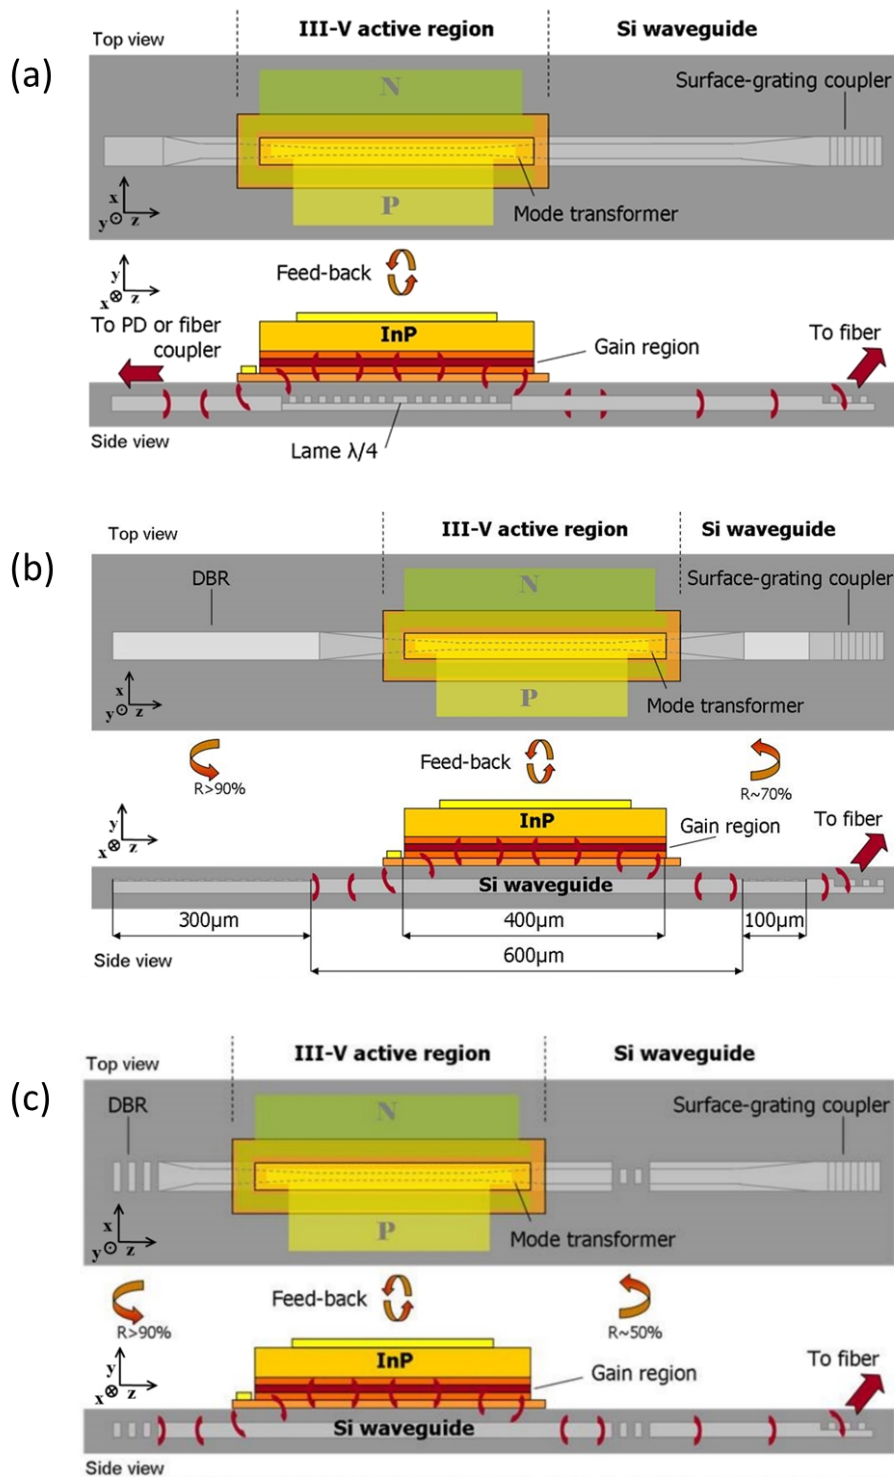 (a)
Top view
III-V active region
Si waveguide
N
Surface-grating coupler
P
Mode transformer
x
y
z
y
x
z
Feed-back
To PD or fiber
coupler
InP
Gain region
To fiber
Side view
Lame λ/4
(b)
Top view
III-V active region
Si waveguide
DBR
N
Surface-grating coupler
P
Mode transformer
x
y
z
R>90%
Feed-back
R~70%
y
x
z
InP
Gain region
To fiber
Si waveguide
300μm
400μm
100μm
600μm
Side view
(c)
Top view
III-V active region
Si waveguide
DBR
N
Surface-grating coupler
P
Mode transformer
x
y
z
R>90%
Feed-back
R~50%
y
x
z
InP
Gain region
To fiber
Si waveguide
Side view